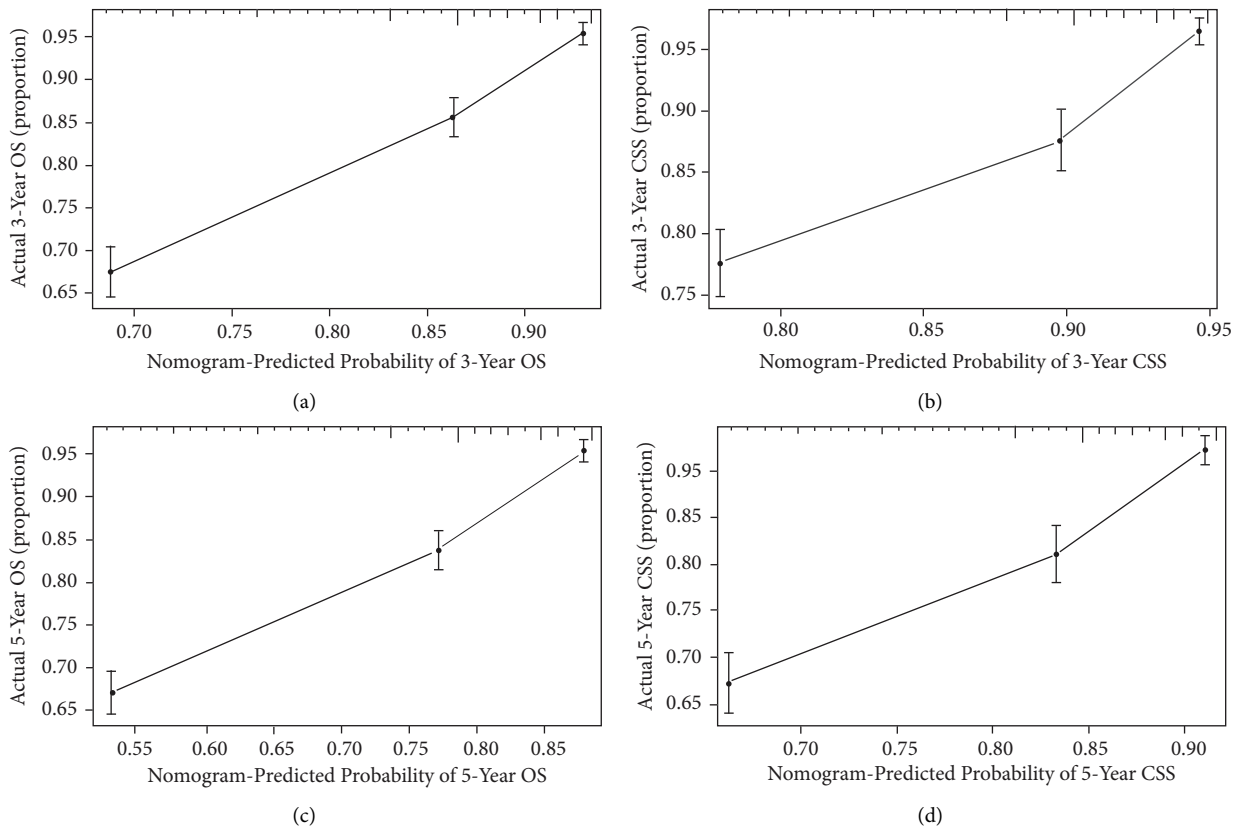 Actual 3-Year OS (proportion)
0.95
0.90
0.85
0.80
0.75
0.70
0.65
0.70 0.75 0.80 0.85 0.90
Nomogram-Predicted Probability of 3-Year OS
(a)
Actual 3-Year CSS (proportion)
0.95
0.90
0.85
0.80
0.75
0.80 0.85 0.90 0.95
Nomogram-Predicted Probability of 3-Year CSS
(b)
Actual 5-Year OS (proportion)
0.95
0.90
0.85
0.80
0.75
0.70
0.65
0.55 0.60 0.65 0.70 0.75 0.80 0.85
Nomogram-Predicted Probability of 5-Year OS
(c)
Actual 5-Year CSS (proportion)
0.95
0.85
0.80
0.75
0.70
0.65
0.70 0.75 0.80 0.85 0.90
Nomogram-Predicted Probability of 5-Year CSS
(d)